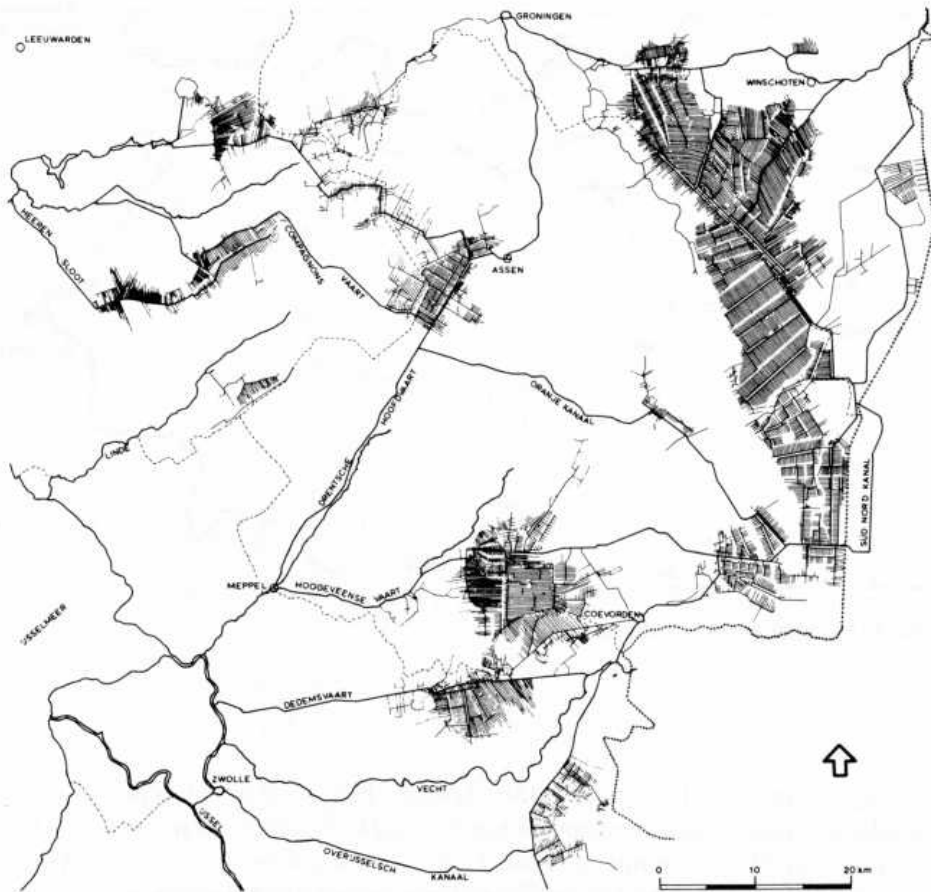 GRONINGEN
LEEUWARDEN
WINSCHOTEN
HEEREN
SLOOT
COMPAGNONS
VAART
ASSEN
ORANJE KANAAL
HOOFDVAART
DRENTSCHE
LINDE
SÜD NORD KANAL
MEPPEL
HOOGEVEENSE VAART
COEVORDEN
IJSSELMEER
DEDEMSVAART
ZWOLLE
VECHT
IJSSEL
OVERIJSSELSCH
KANAAL
0
10
20 km